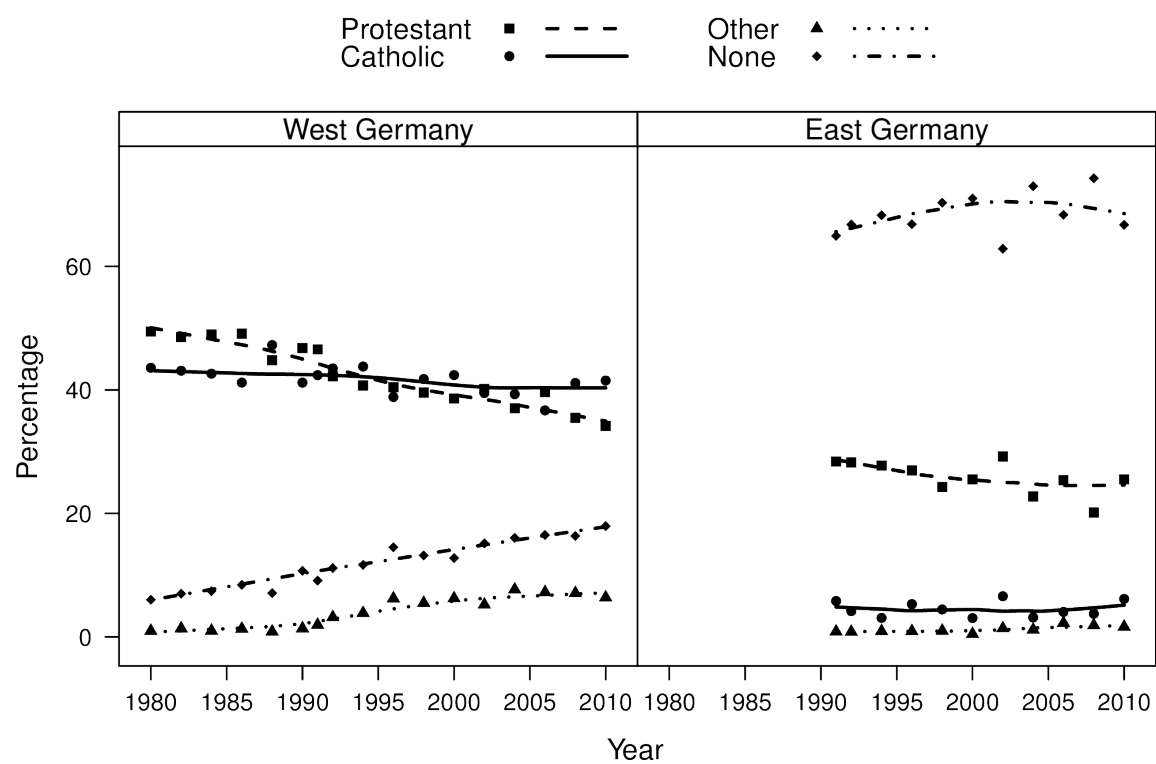 Protestant Other
Catholic None
West Germany East Germany
Percentage
60
40
20
0
1980 1985 1990 1995 2000 2005 2010 1980 1985 1990 1995 2000 2005 2010
Year